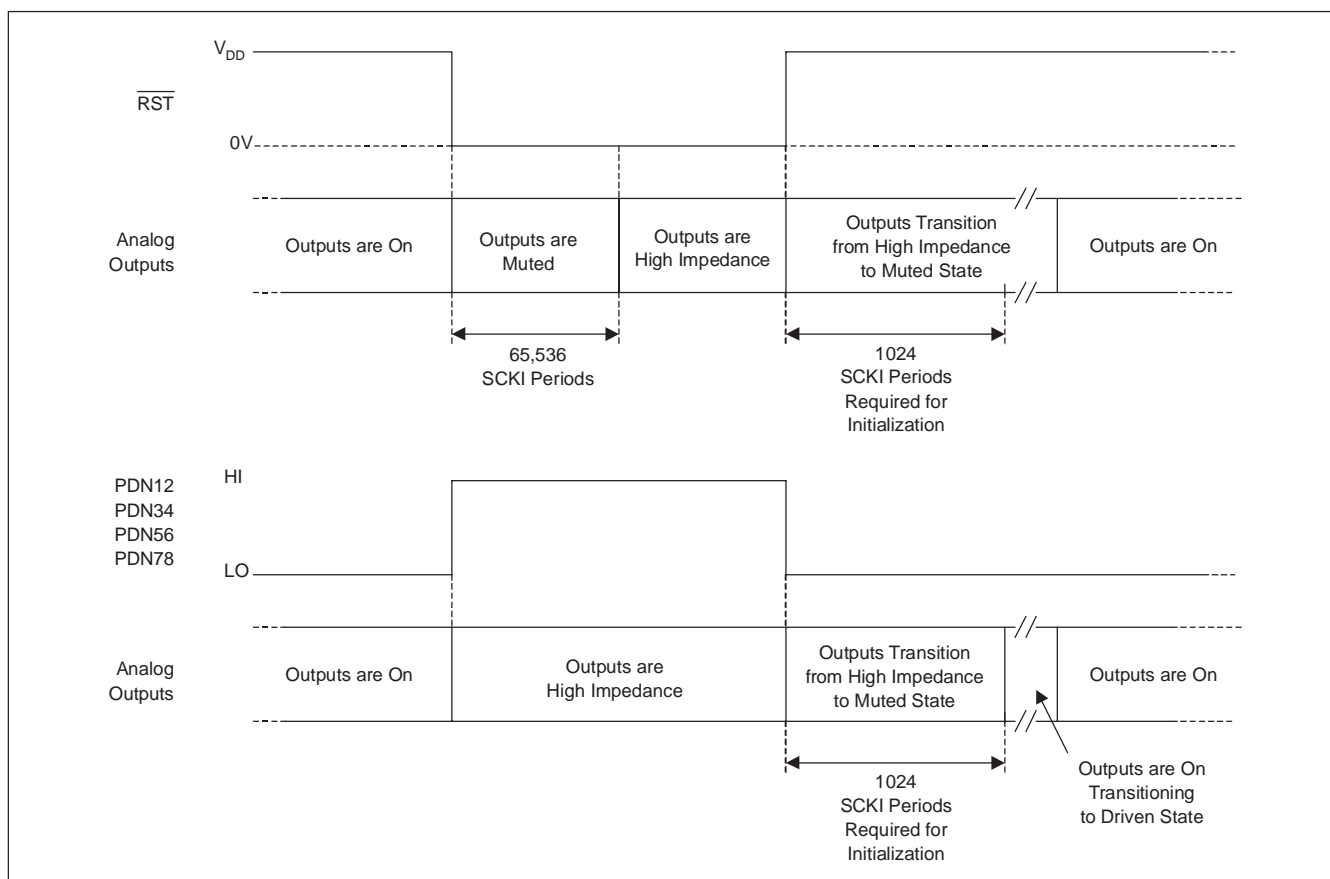 VDD
RST
0V
Analog
Outputs
Outputs are On
Outputs are
Muted
Outputs are
High Impedance
Outputs Transition
from High Impedance
to Muted State
Outputs are On
65,536
SCKI Periods
1024
SCKI Periods
Required for
Initialization
PDN12
PDN34
PDN56
PDN78
HI
LO
Analog
Outputs
Outputs are On
Outputs are
High Impedance
Outputs Transition
from High Impedance
to Muted State
Outputs are On
1024
SCKI Periods
Required for
Initialization
Outputs are On
Transitioning
to Driven State